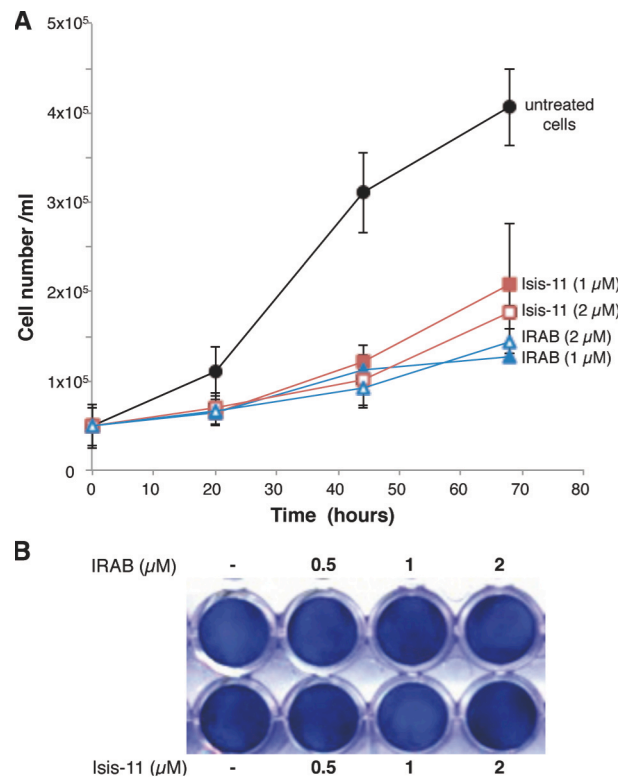 A
5x10⁵
4x10⁵
3x10⁵
2x10⁵
1x10⁵
0
Cell number /ml
untreated
cells
Isis-11 (1 µM)
Isis-11 (2 µM)
IRAB (2 µM)
IRAB (1 µM)
0 10 20 30 40 50 60 70 80
Time (hours)
B
IRAB (µM) - 0.5 1 2
Isis-11 (µM) - 0.5 1 2